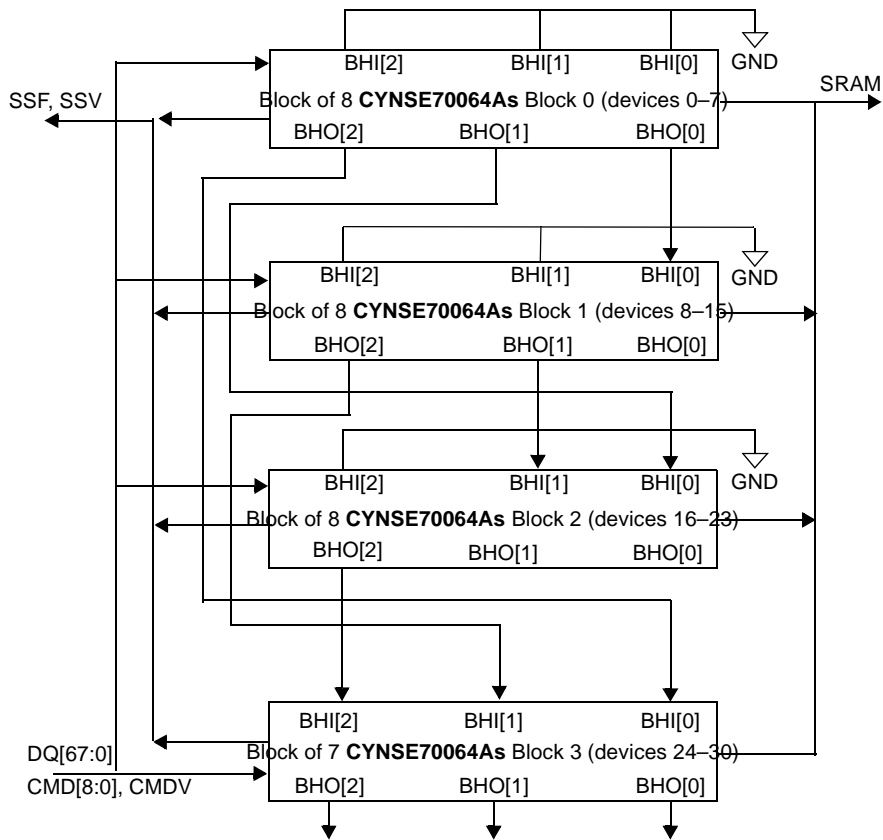 BHI[2] BHI[1] BHI[0] GND
SSF, SSV
SRAM
Block of 8 CYNSE70064As Block 0 (devices 0–7)
BHO[2] BHO[1] BHO[0]
BHI[2] BHI[1] BHI[0] GND
Block of 8 CYNSE70064As Block 1 (devices 8–15)
BHO[2] BHO[1] BHO[0]
BHI[2] BHI[1] BHI[0] GND
Block of 8 CYNSE70064As Block 2 (devices 16–23)
BHO[2] BHO[1] BHO[0]
BHI[2] BHI[1] BHI[0]
DQ[67:0]
Block of 7 CYNSE70064As Block 3 (devices 24–30)
CMD[8:0], CMDV
BHO[2] BHO[1] BHO[0]